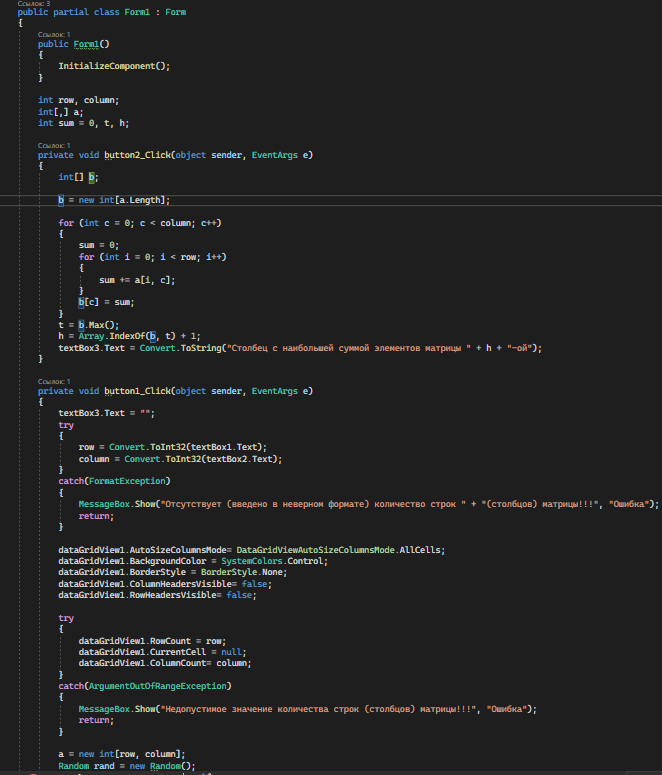 Ссылок: 3
public partial class Form1 : Form
{
Ссылок: 1
public Form1()
{
InitializeComponent();
}
int row, column;
int[,] a;
int sum = 0, t, h;
Ссылок: 1
private void button2_Click(object sender, EventArgs e)
{
int[] b;
b = new int[a.Length];
for (int c = 0; c < column; c++)
{
sum = 0;
for (int i = 0; i < row; i++)
{
sum += a[i, c];
}
b[c] = sum;
}
t = b.Max();
h = Array.IndexOf(b, t) + 1;
textBox3.Text = Convert.ToString("Столбец с наибольшей суммой элементов матрицы " + h + "-ой");
}
Ссылок: 1
private void button1_Click(object sender, EventArgs e)
{
textBox3.Text = "";
try
{
row = Convert.ToInt32(textBox1.Text);
column = Convert.ToInt32(textBox2.Text);
}
catch(FormatException)
{
MessageBox.Show("Отсутствует (введено в неверном формате) количество строк " + "(столбцов) матрицы!!!", "Ошибка");
return;
}
dataGridView1.AutoSizeColumnsMode= DataGridViewAutoSizeColumnsMode.AllCells;
dataGridView1.BackgroundColor = SystemColors.Control;
dataGridView1.BorderStyle = BorderStyle.None;
dataGridView1.ColumnHeadersVisible= false;
dataGridView1.RowHeadersVisible= false;
try
{
dataGridView1.RowCount = row;
dataGridView1.CurrentCell = null;
dataGridView1.ColumnCount= column;
}
catch(ArgumentOutOfRangeException)
{
MessageBox.Show("Недопустимое значение количества строк (столбцов) матрицы!!!", "Ошибка");
return;
}
a = new int[row, column];
Random rand = new Random();